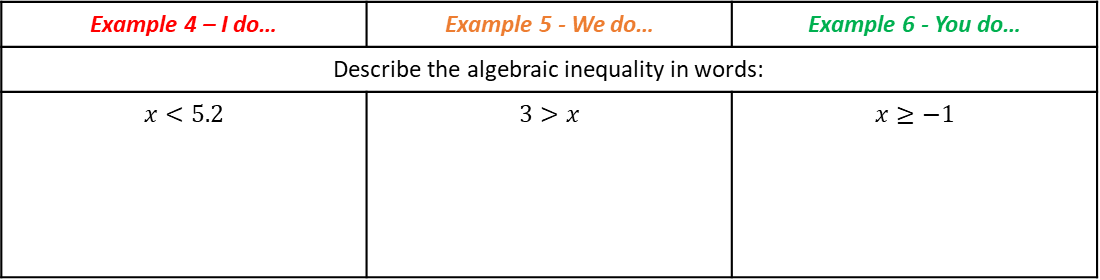 Example 4 – I do… Example 5 - We do… Example 6 - You do…
Describe the algebraic inequality in words:
x < 5.2 3 > x x ≥ −1